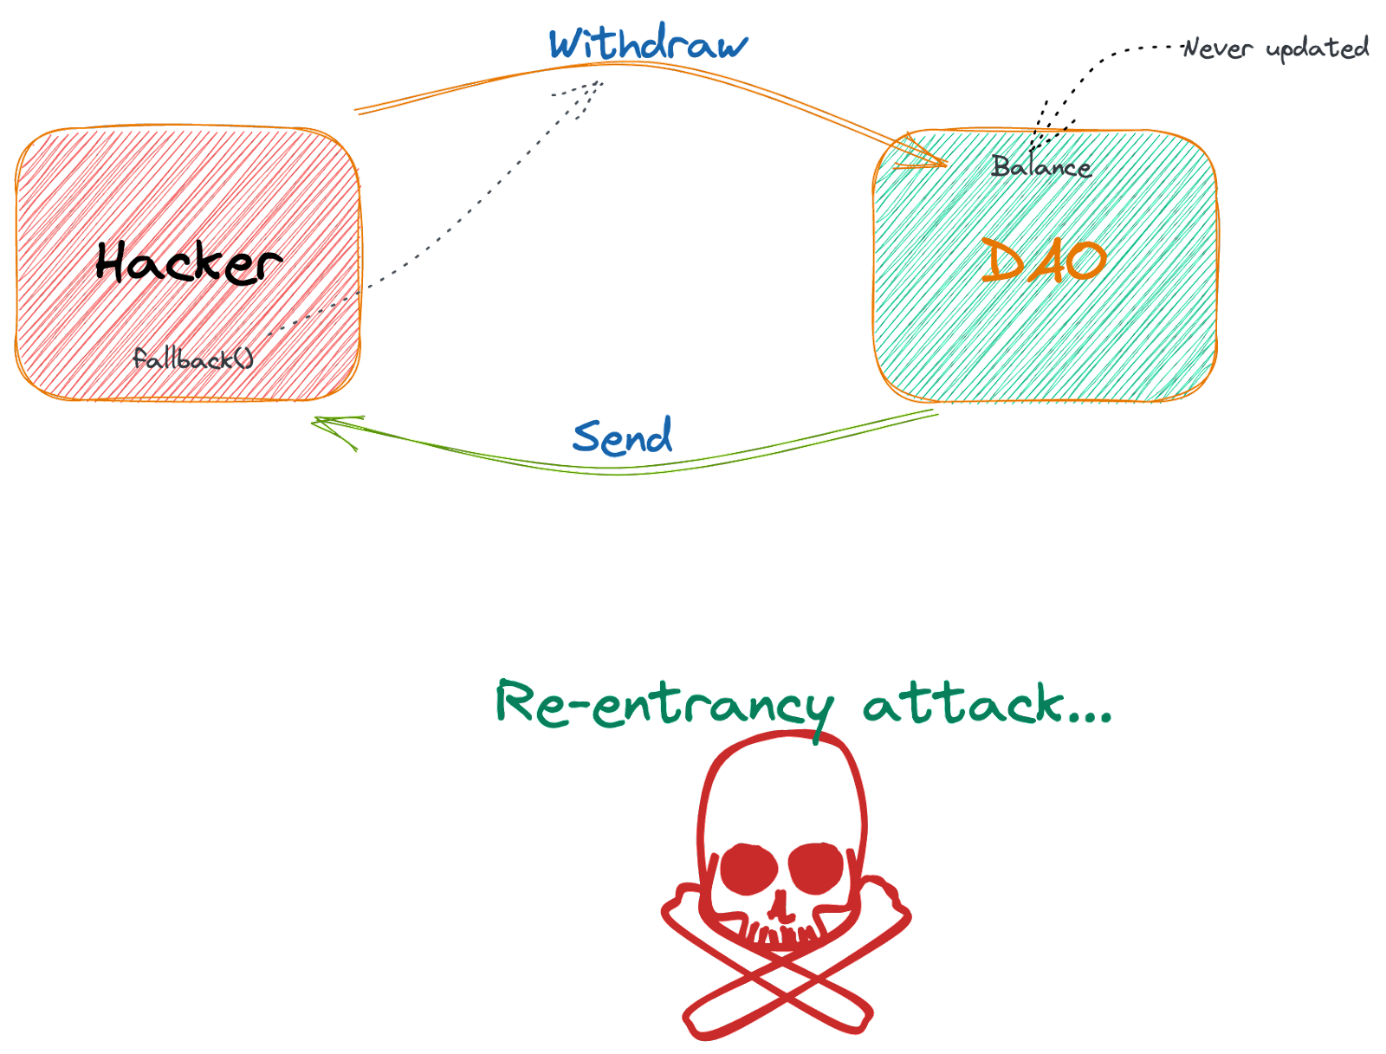 Withdraw
Never updated
Balance
Hacker
DAO
fallback()
Send
Re-entrancy attack...